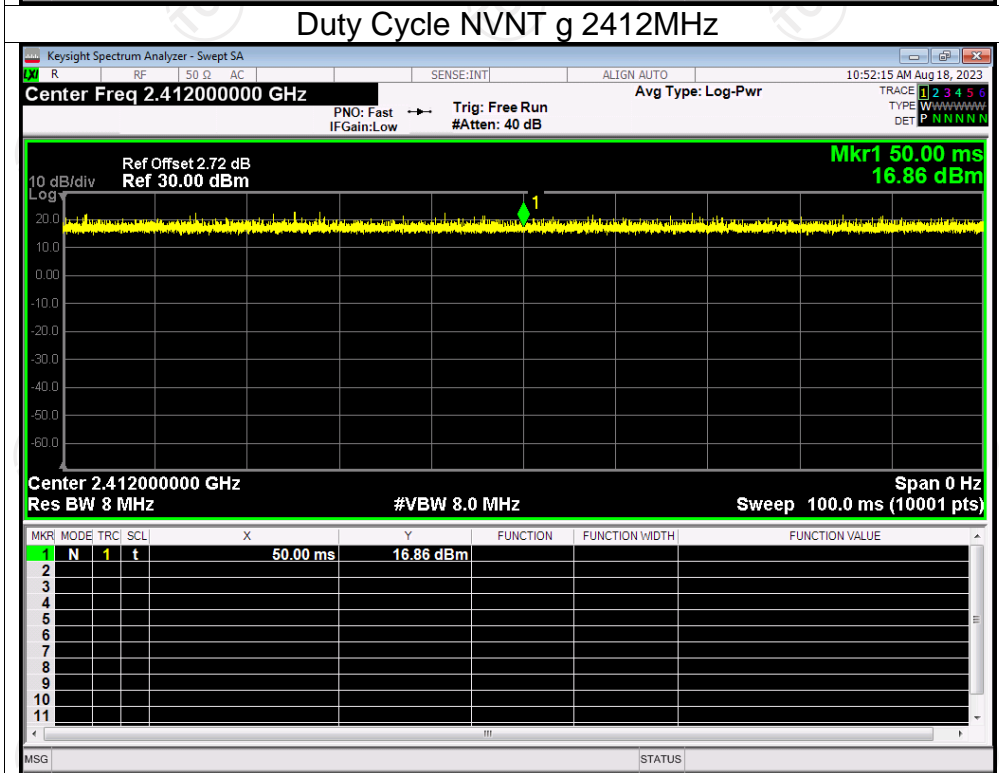 Duty Cycle NVNT g 2412MHz
Keysight Spectrum Analyzer - Swept SA
LXI R RF 50 Ω AC SENSE:INT ALIGN AUTO 10:52:15 AM Aug 18, 2023
Center Freq 2.412000000 GHz Avg Type: Log-Pwr TRACE 1 2 3 4 5 6
PNO: Fast Trig: Free Run TYPE WWWWWW
IFGain:Low #Atten: 40 dB DET P N N N N N
Mkr1 50.00 ms
Ref Offset 2.72 dB
10 dB/div Ref 30.00 dBm 16.86 dBm
Log
1
20.0
10.0
0.00
-10.0
-20.0
-30.0
-40.0
-50.0
-60.0
Center 2.412000000 GHz Span 0 Hz
Res BW 8 MHz #VBW 8.0 MHz Sweep 100.0 ms (10001 pts)
MKR MODE TRC SCL X Y FUNCTION FUNCTION WIDTH FUNCTION VALUE
1 N 1 t 50.00 ms 16.86 dBm
2
3
4
5
6
7
8
9
10
11
MSG STATUS